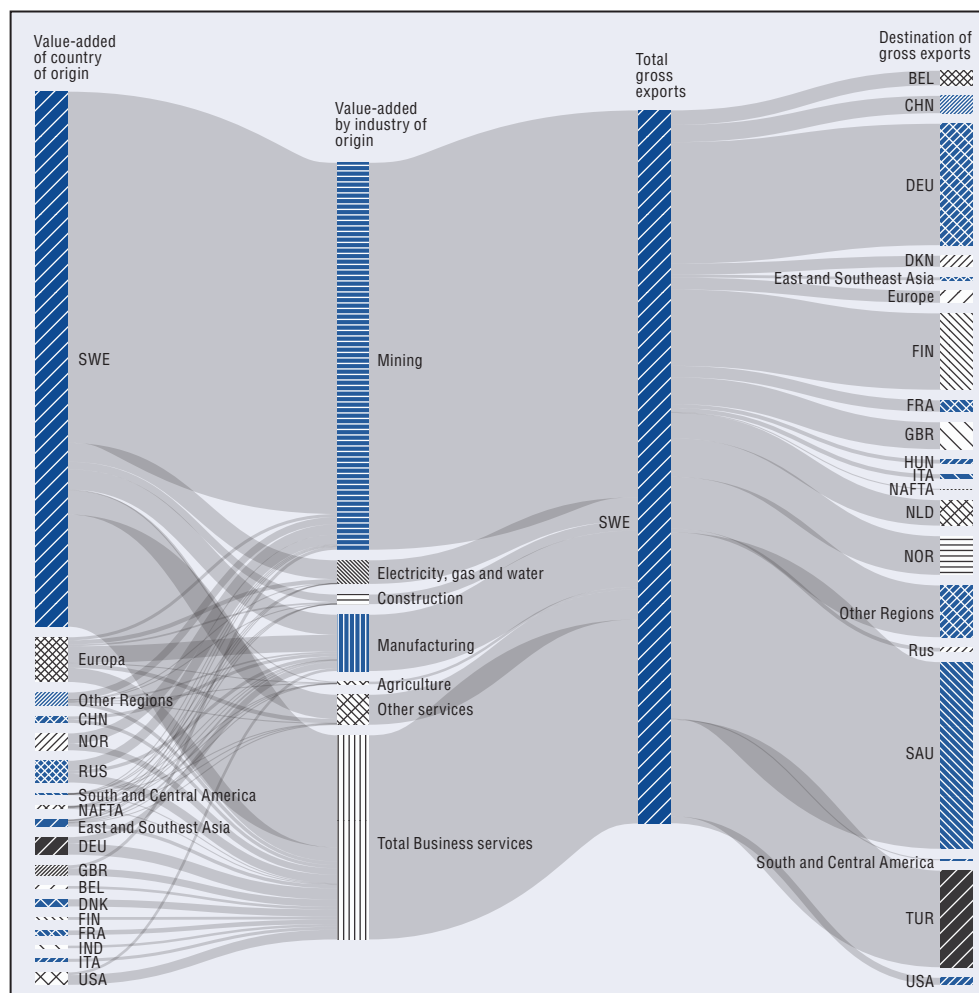 Value-added
of country
of origin
SWE
Europa
Other Regions
CHN
NOR
RUS
South and Central America
NAFTA
East and Southest Asia
DEU
GBR
BEL
DNK
FIN
FRA
IND
ITA
USA
Value-added
by industry of
origin
Mining
Electricity, gas and water
Construction
Manufacturing
Agriculture
Other services
Total Business services
Total
gross
exports
SWE
Destination of
gross exports
BEL
CHN
DEU
DKN
East and Southeast Asia
Europe
FIN
FRA
GBR
HUN
ITA
NAFTA
NLD
NOR
Other Regions
Rus
SAU
South and Central America
TUR
USA